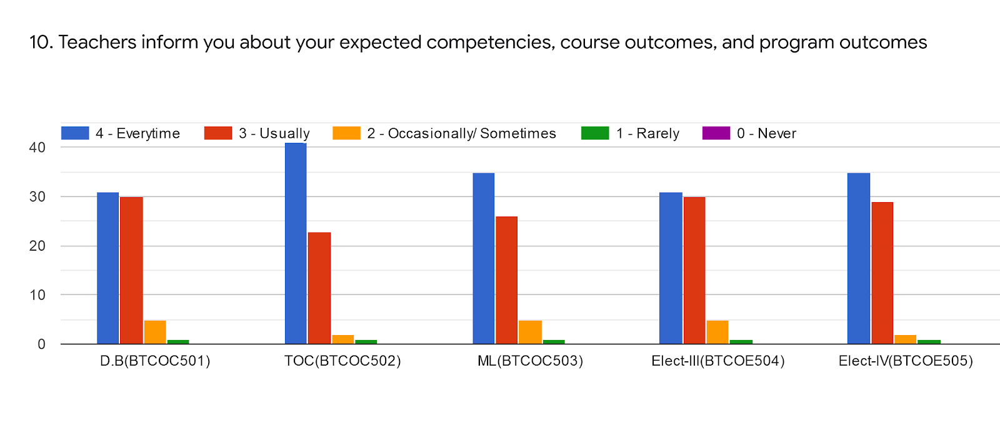 10. Teachers inform you about your expected competencies, course outcomes, and program outcomes
4 - Everytime 3 - Usually 2 - Occasionally/ Sometimes 1 - Rarely 0 - Never
40
30
20
10
0
D.B(BTCOC501) TOC(BTCOC502) ML(BTCOC503) Elect-III(BTCOE504) Elect-IV(BTCOE505)